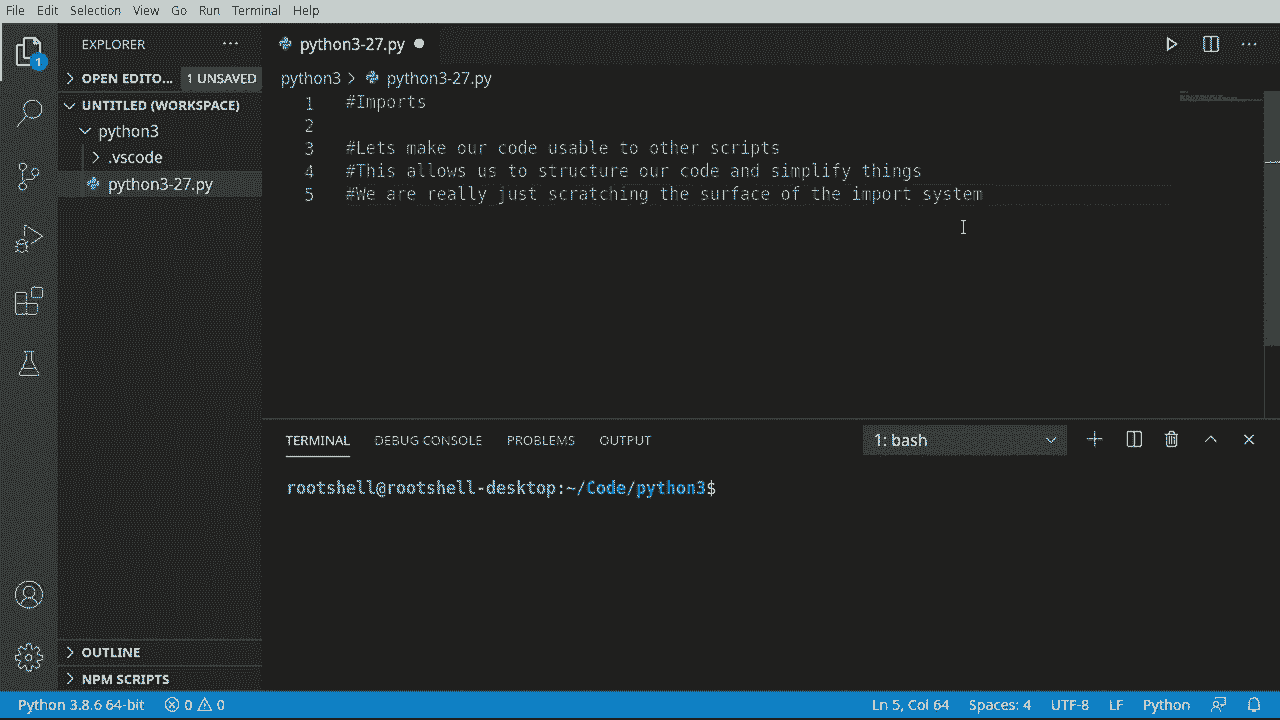 File Edit Selection View Go Run Terminal Help
EXPLORER
python3-27.py
OPEN EDITO... 1 UNSAVED
1
UNTITLED (WORKSPACE)
python3
.vscode
python3-27.py
python3 > python3-27.py
1 #Imports
2
3 #Lets make our code usable to other scripts
4 #This allows us to structure our code and simplify things
5 #We are really just scratching the surface of the import system
TERMINAL DEBUG CONSOLE PROBLEMS OUTPUT 1: bash
rootshell@rootshell-desktop:~/Code/python3$
OUTLINE
NPM SCRIPTS
Python 3.8.6 64-bit 0 0 Ln 5, Col 64 Spaces: 4 UTF-8 LF Python